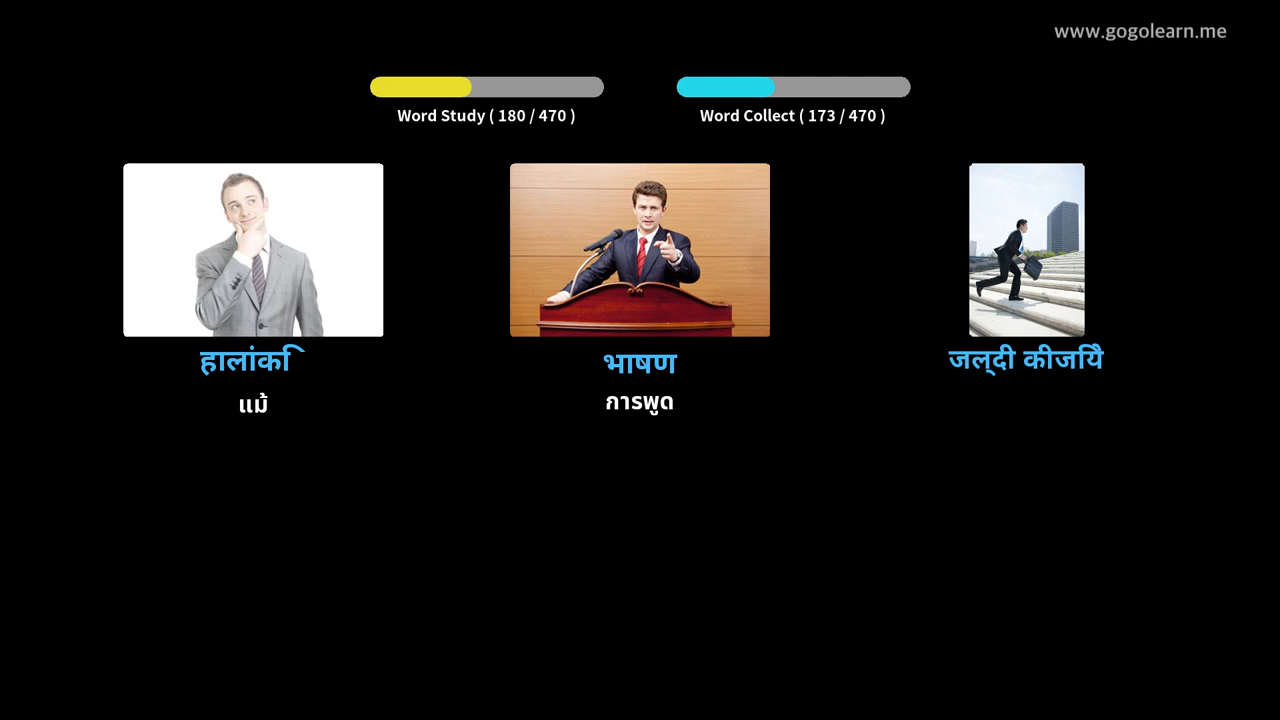 www.gogolearn.me
Word Study ( 180 / 470 )
Word Collect ( 173 / 470 )
हालांकि
भाषण
जल्दी कीजिये
แม้
การพูด